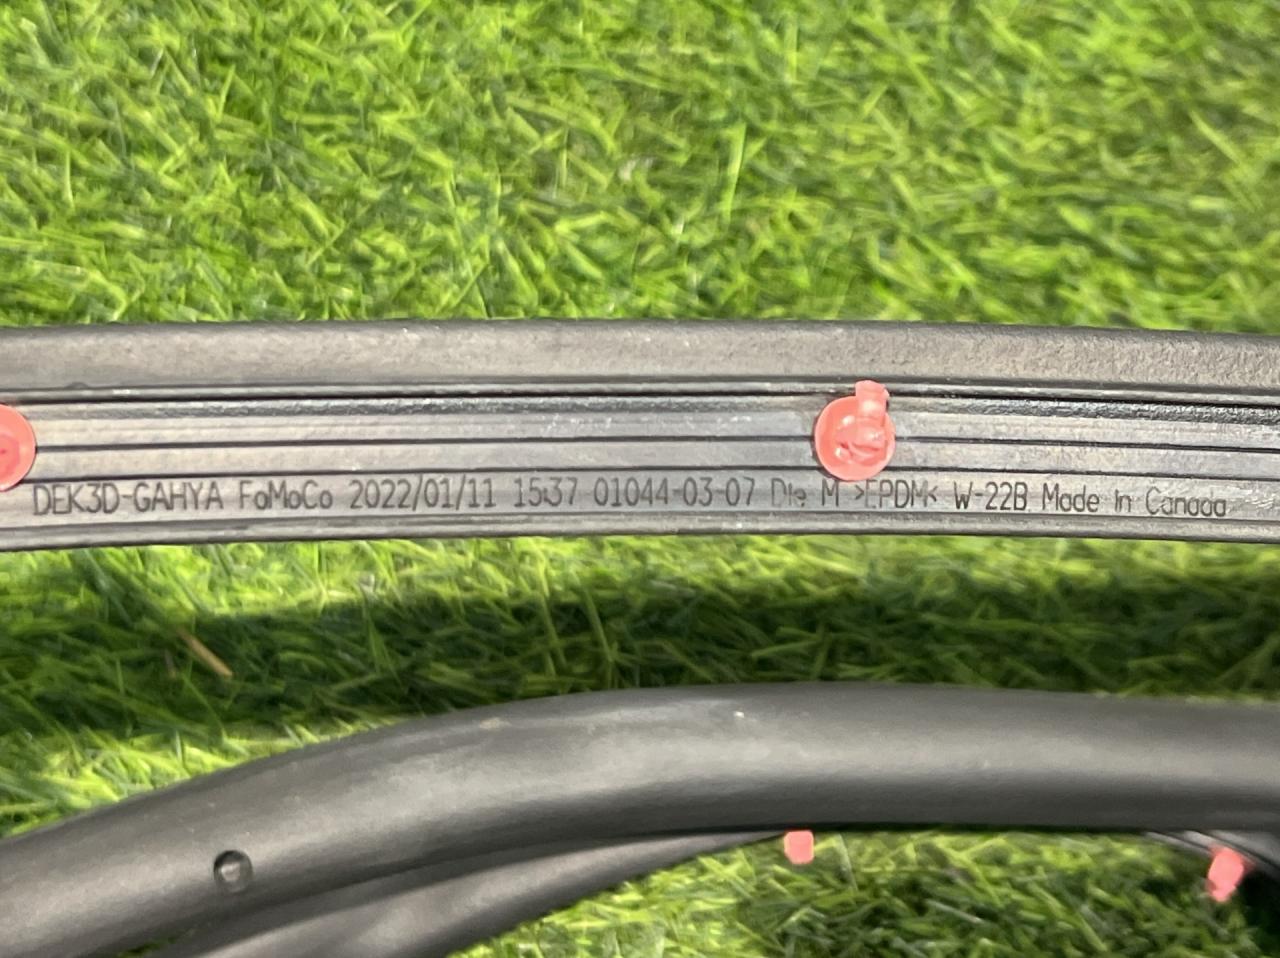 DEK3D-GAHYA FoMoCo 2022/01/11 15:37 01044-03-07 Die M >EPDM< W-22B Made In Canada